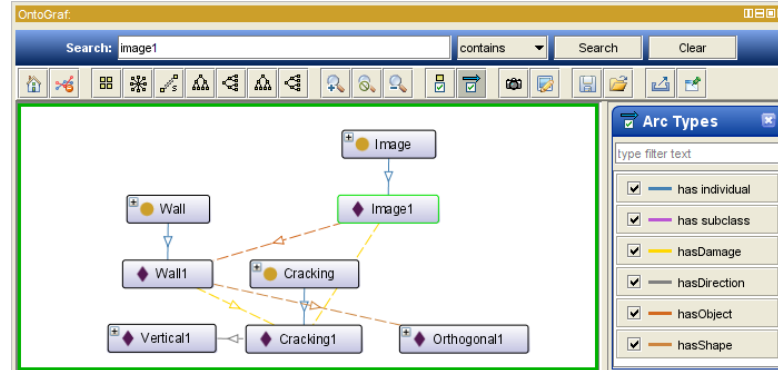 OntoGraf:
Search: image1 contains Search Clear
Arc Types
type filter text
has individual
has subclass
hasDamage
hasDirection
hasObject
hasShape
Image
Wall
Image1
Wall1
Cracking
Vertical1
Cracking1
Orthogonal1